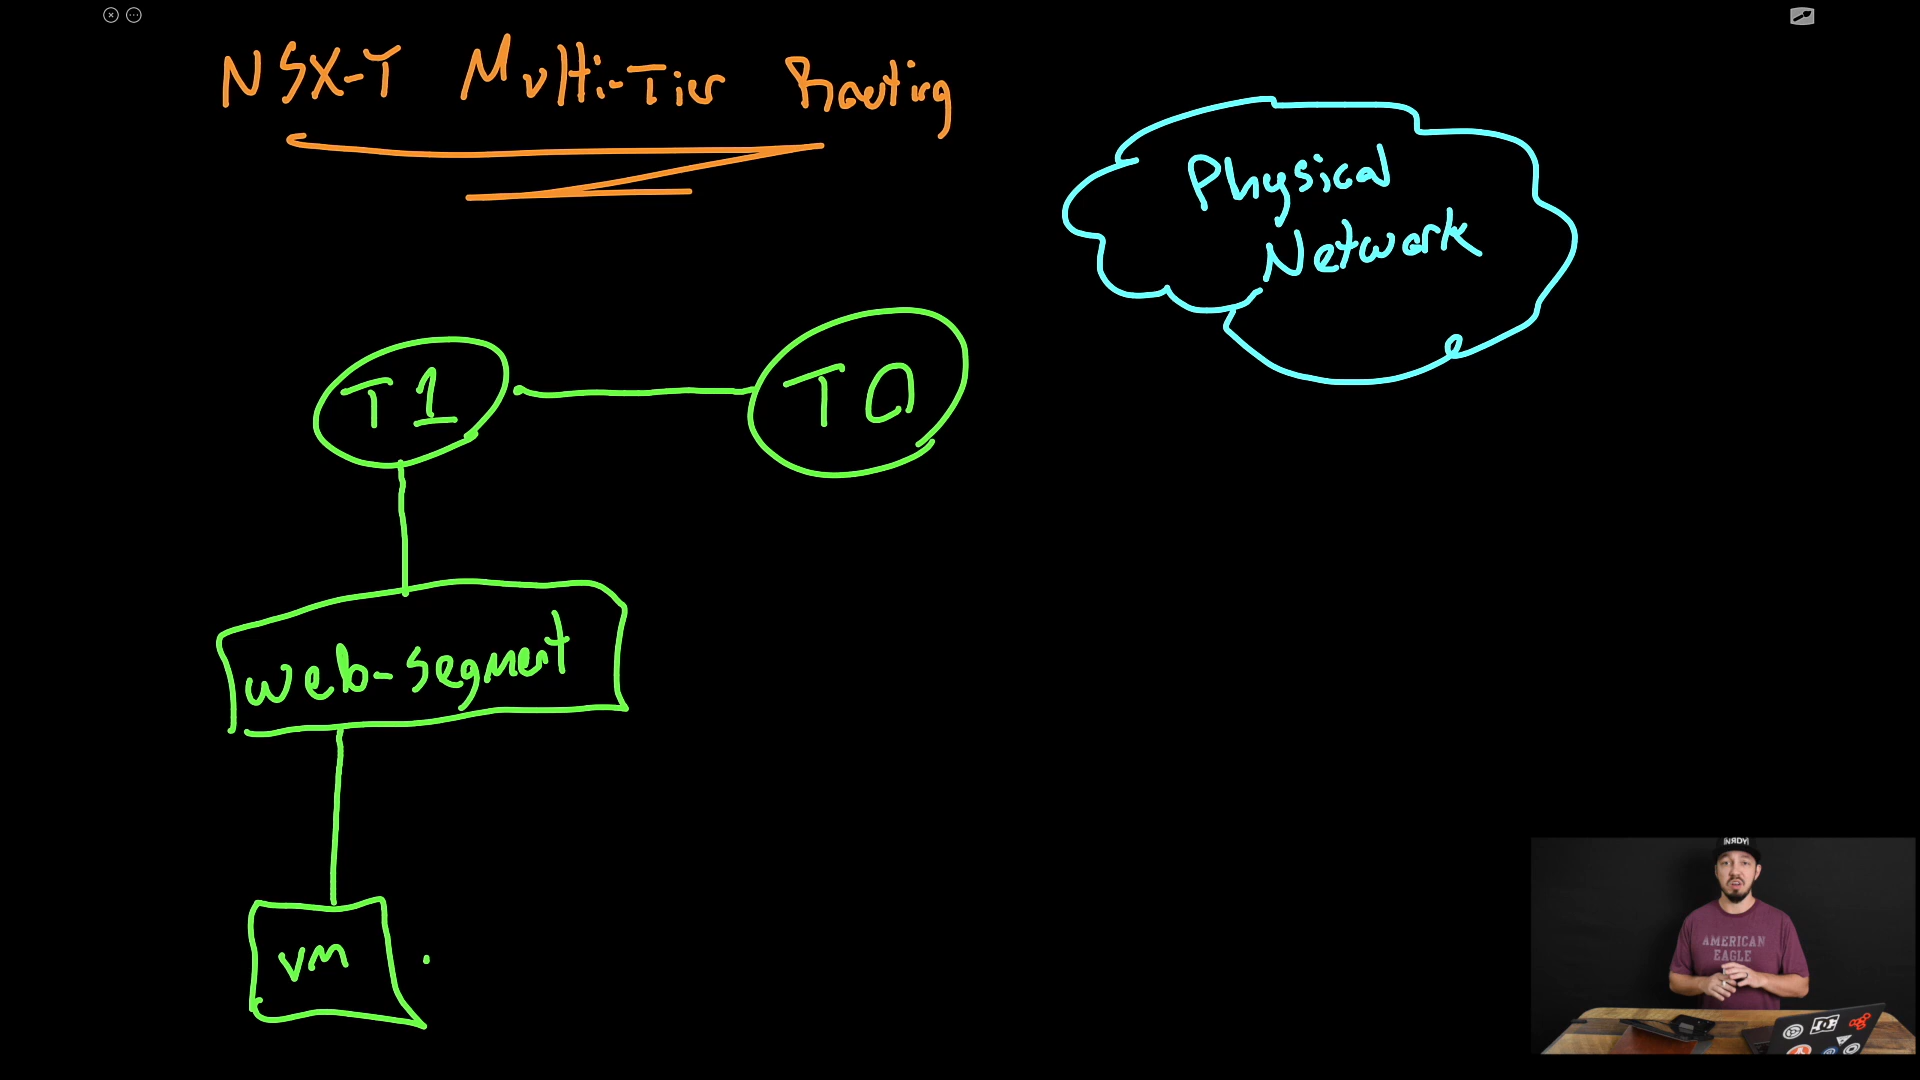 NSX-T Multi-Tier Routing
Physical
Network
T1
T0
web-segment
VM
AMERICAN
EAGLE